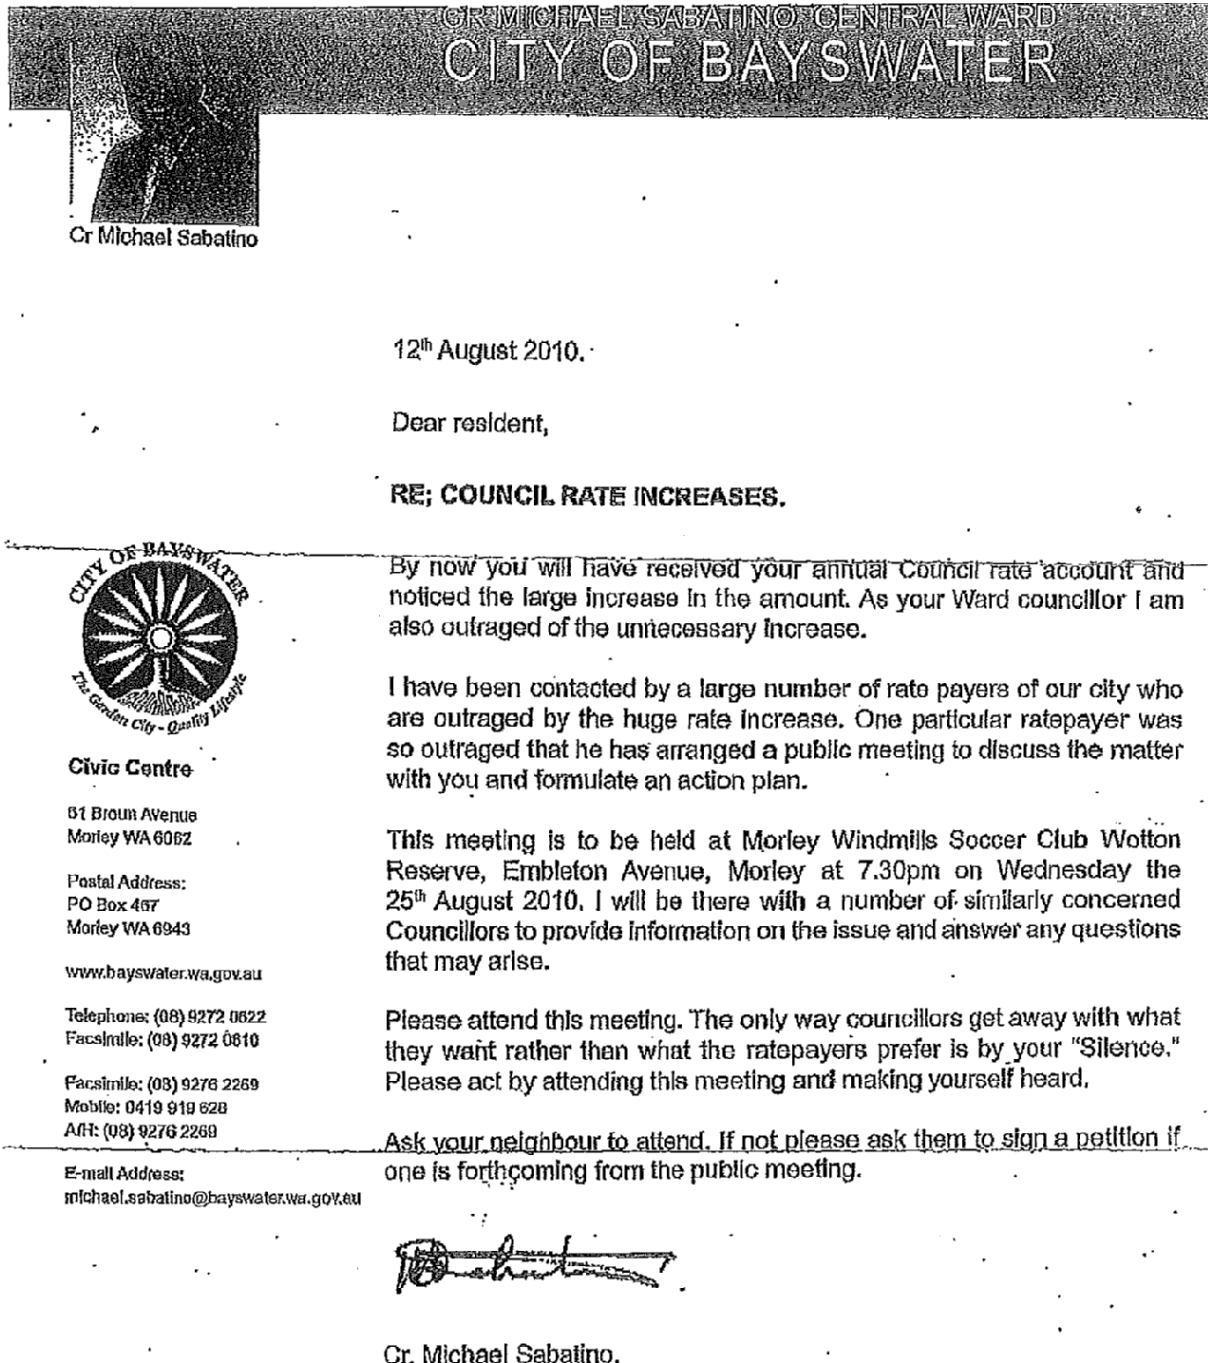 CR MICHAEL SABATINO, CENTRAL WARD
CITY OF BAYSWATER
Cr Michael Sabatino
12th August 2010.
Dear resident,
RE; COUNCIL RATE INCREASES.
By now you will have received your annual Council rate account and
noticed the large increase in the amount. As your Ward councillor I am
also outraged of the unnecessary increase.
I have been contacted by a large number of rate payers of our city who
are outraged by the huge rate increase. One particular ratepayer was
so outraged that he has arranged a public meeting to discuss the matter
with you and formulate an action plan.
This meeting is to be held at Morley Windmills Soccer Club Wotton
Reserve, Embleton Avenue, Morley at 7.30pm on Wednesday the
25th August 2010. I will be there with a number of similarly concerned
Councillors to provide information on the issue and answer any questions
that may arise.
Please attend this meeting. The only way councillors get away with what
they want rather than what the ratepayers prefer is by your "Silence."
Please act by attending this meeting and making yourself heard.
Ask your neighbour to attend. If not please ask them to sign a petition if
one is forthcoming from the public meeting.
Cr. Michael Sabatino.
CITY OF BAYSWATER
The Garden City - Quality Lifestyle
Civic Centre
61 Broun Avenue
Morley WA 6062
Postal Address:
PO Box 467
Morley WA 6943
www.bayswater.wa.gov.au
Telephone: (08) 9272 0622
Facsimile: (08) 9272 0610
Facsimile: (08) 9276 2269
Mobile: 0419 919 628
A/H: (08) 9276 2269
E-mail Address:
michael.sabatino@bayswater.wa.gov.au